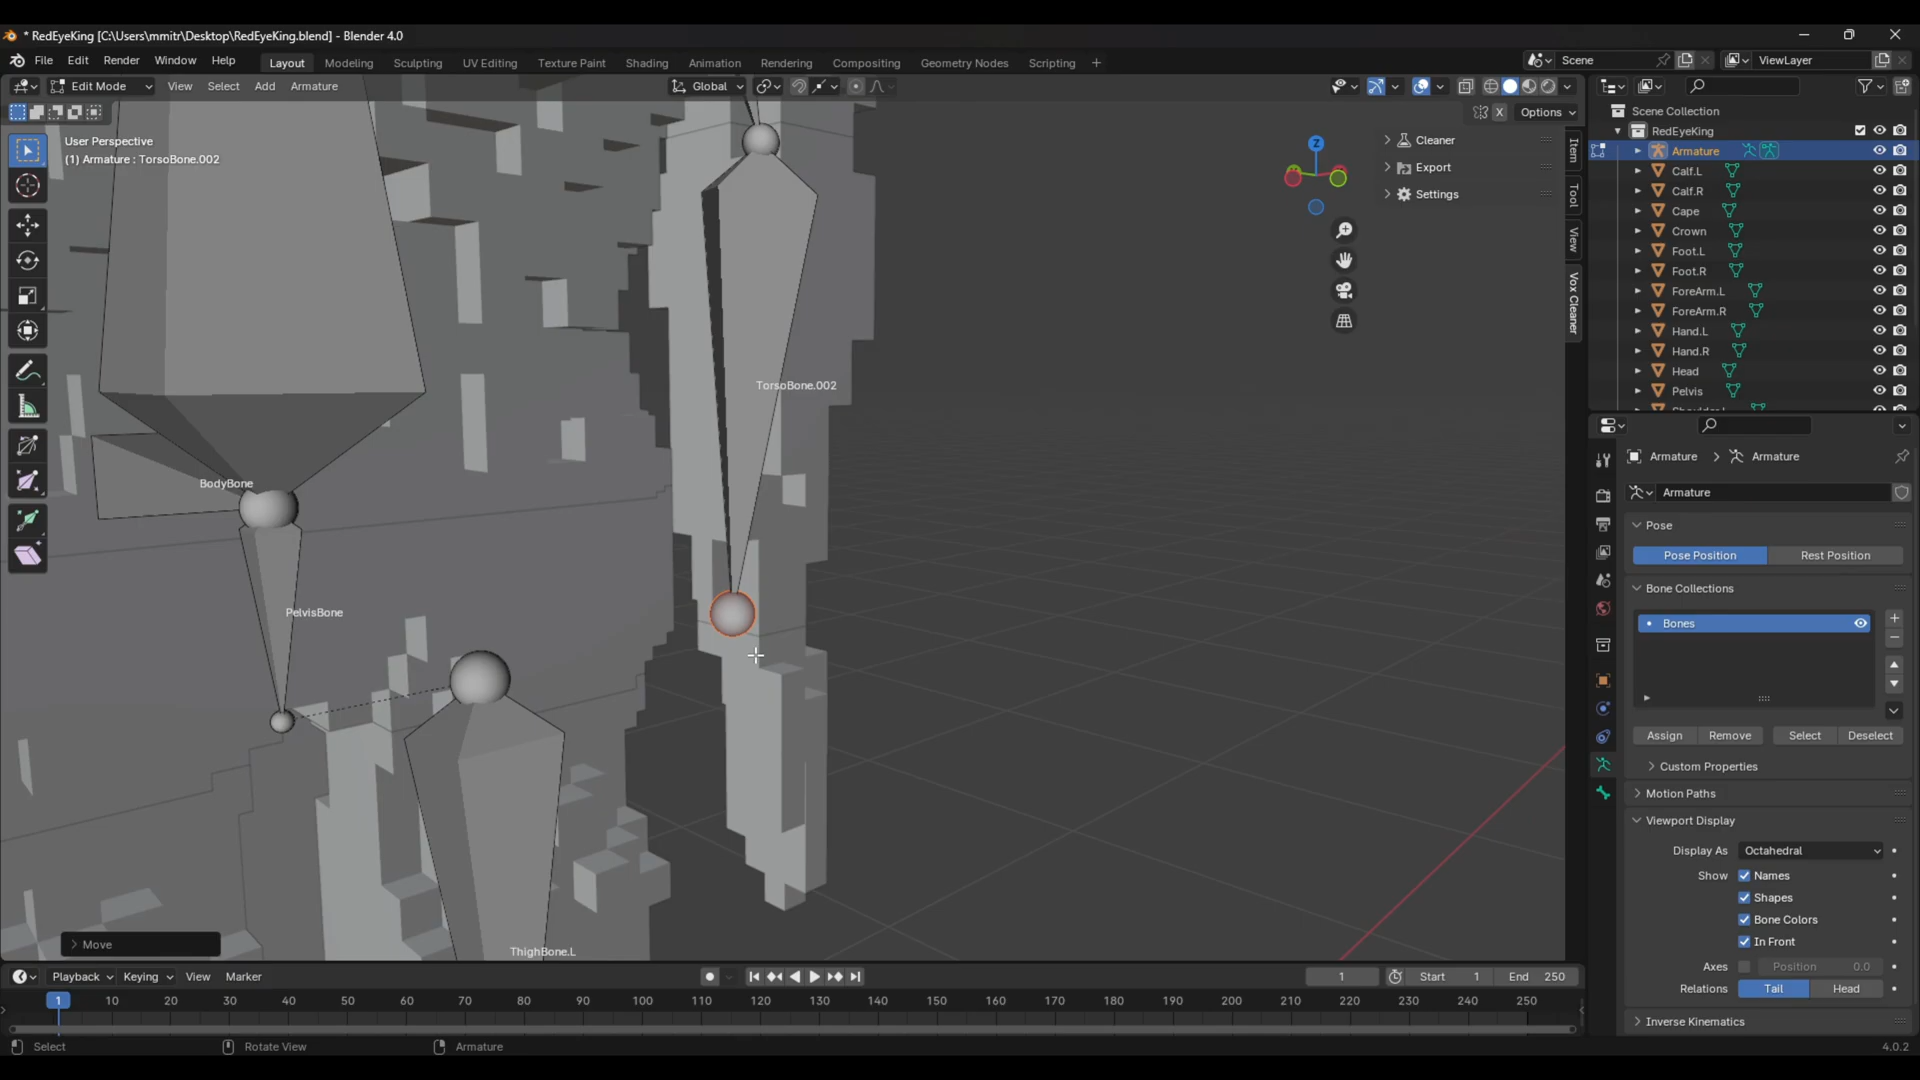 * RedEyeKing [C:\Users\mmitr\Desktop\RedEyeKing.blend] - Blender 4.0
File Edit Render Window Help Layout Modeling Sculpting UV Editing Texture Paint Shading Animation Rendering Compositing Geometry Nodes Scripting + Scene ViewLayer
Edit Mode View Select Add Armature Global
X Options
User Perspective
(1) Armature : TorsoBone.002
Cleaner
Export
Settings
Z
Item
Tool
View
Vox Cleaner
TorsoBone.002
BodyBone
PelvisBone
ThighBone.L
Move
Scene Collection
RedEyeKing
Armature
Calf.L
Calf.R
Cape
Crown
Foot.L
Foot.R
ForeArm.L
ForeArm.R
Hand.L
Hand.R
Head
Pelvis
Armature > Armature
Armature
Pose
Pose Position Rest Position
Bone Collections
Bones
Assign Remove Select Deselect
Custom Properties
Motion Paths
Viewport Display
Display As Octahedral
Show Names
Shapes
Bone Colors
In Front
Axes Position 0.0
Relations Tail Head
Inverse Kinematics
Playback Keying View Marker 1 Start 1 End 250
1 10 20 30 40 50 60 70 80 90 100 110 120 130 140 150 160 170 180 190 200 210 220 230 240 250
Select Rotate View Armature 4.0.2